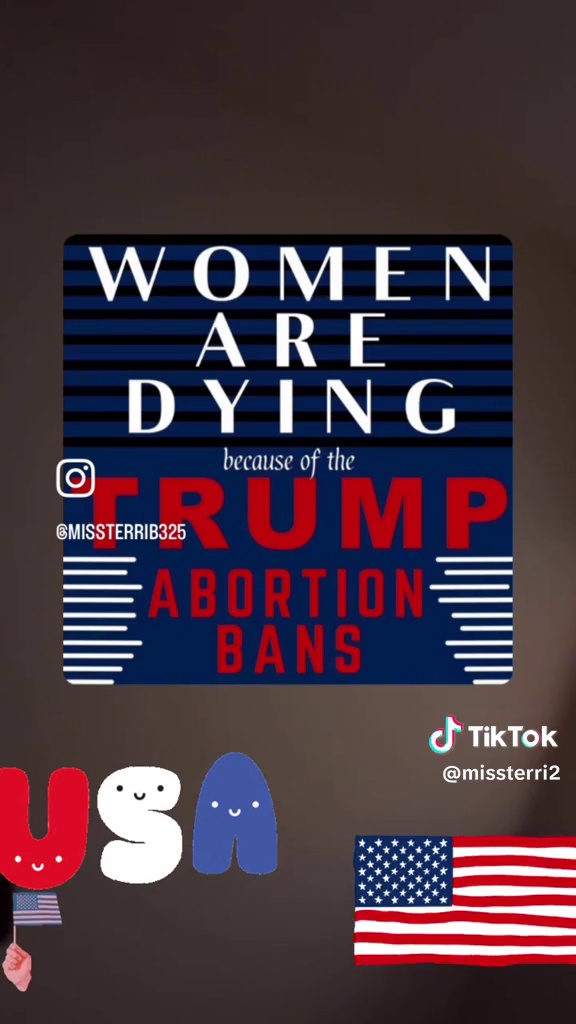 WOMEN
ARE
DYING
because of the
TRUMP
@MISSTERRIB325
ABORTION
BANS
TikTok
@missterri2
USA